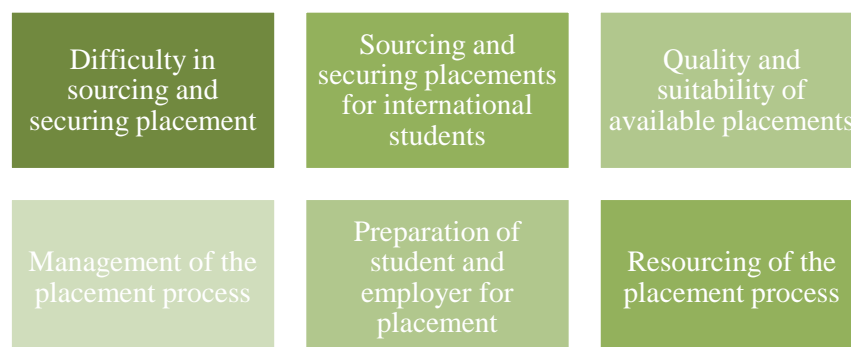 Difficulty in
sourcing and
securing placement
Sourcing and
securing placements
for international
students
Quality and
suitability of
available placements
Management of the
placement process
Preparation of
student and
employer for
placement
Resourcing of the
placement process